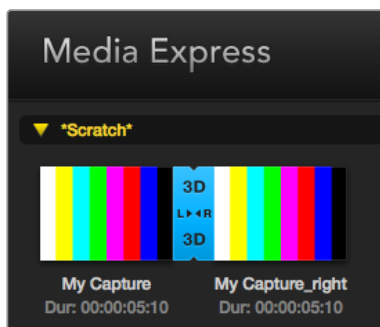 Media Express
*Scratch*
3D
L R
3D
My Capture
Dur: 00:00:05:10
My Capture_right
Dur: 00:00:05:10